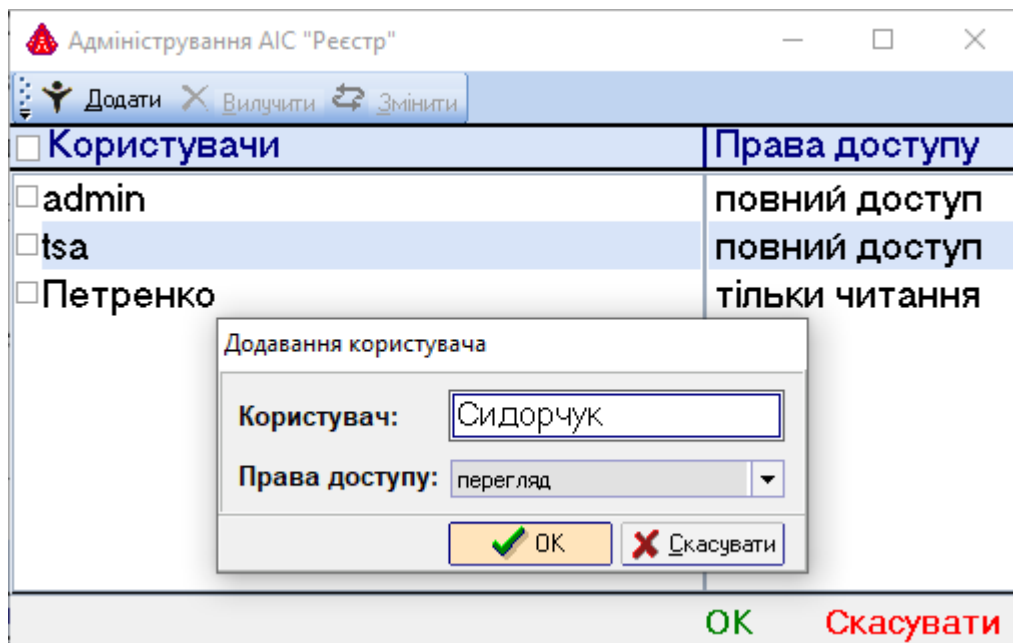 Адміністрування АІС "Реєстр"
Додати Вилучити Змінити
Користувачи Права доступу
admin повний доступ
tsa повний доступ
Петренко тільки читання
Додавання користувача
Користувач: Сидорчук
Права доступу: перегляд
OK Скасувати
OK Скасувати